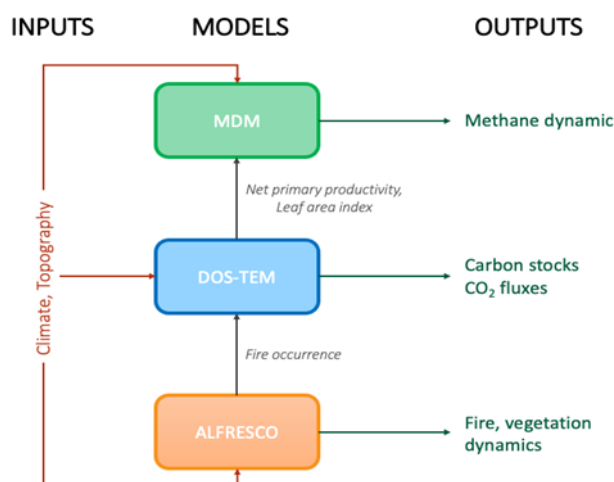 INPUTS MODELS OUTPUTS
MDM
Methane dynamic
Net primary productivity,
Leaf area index
Climate, Topography
DOS-TEM
Carbon stocks
CO₂ fluxes
Fire occurrence
ALFRESCO
Fire, vegetation
dynamics